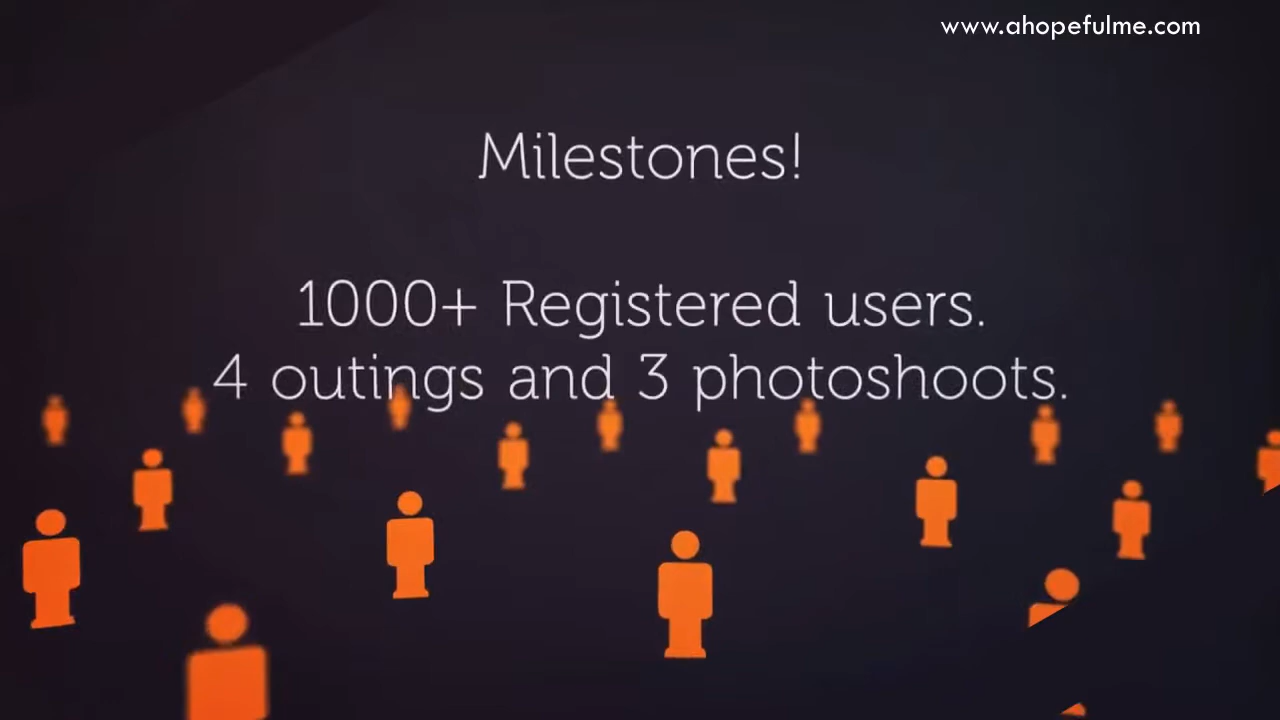 www.ahopefulme.com
Milestones!
1000+ Registered users.
4 outings and 3 photoshoots.